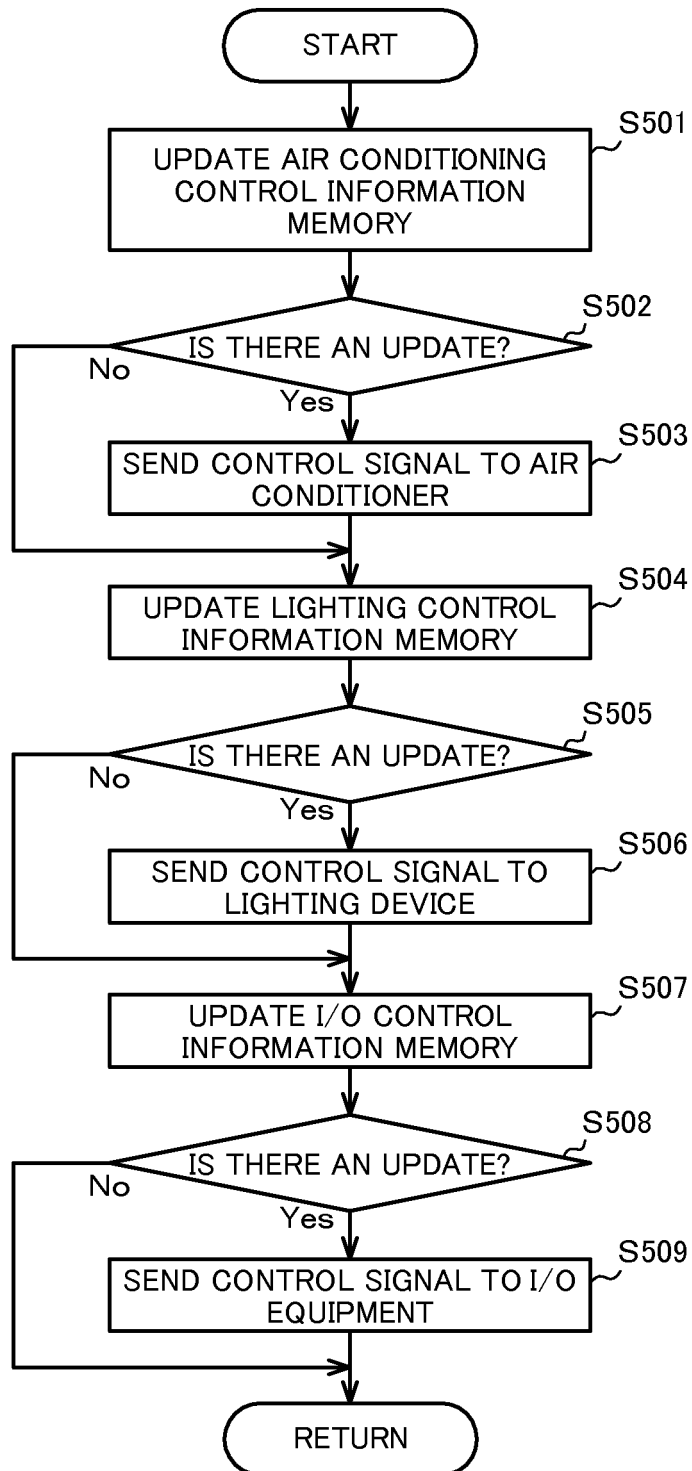 START
S501
UPDATE AIR CONDITIONING
CONTROL INFORMATION
MEMORY
S502
IS THERE AN UPDATE?
No
Yes
S503
SEND CONTROL SIGNAL TO AIR
CONDITIONER
S504
UPDATE LIGHTING CONTROL
INFORMATION MEMORY
S505
IS THERE AN UPDATE?
No
Yes
S506
SEND CONTROL SIGNAL TO
LIGHTING DEVICE
S507
UPDATE I/O CONTROL
INFORMATION MEMORY
S508
IS THERE AN UPDATE?
No
Yes
S509
SEND CONTROL SIGNAL TO I/O
EQUIPMENT
RETURN